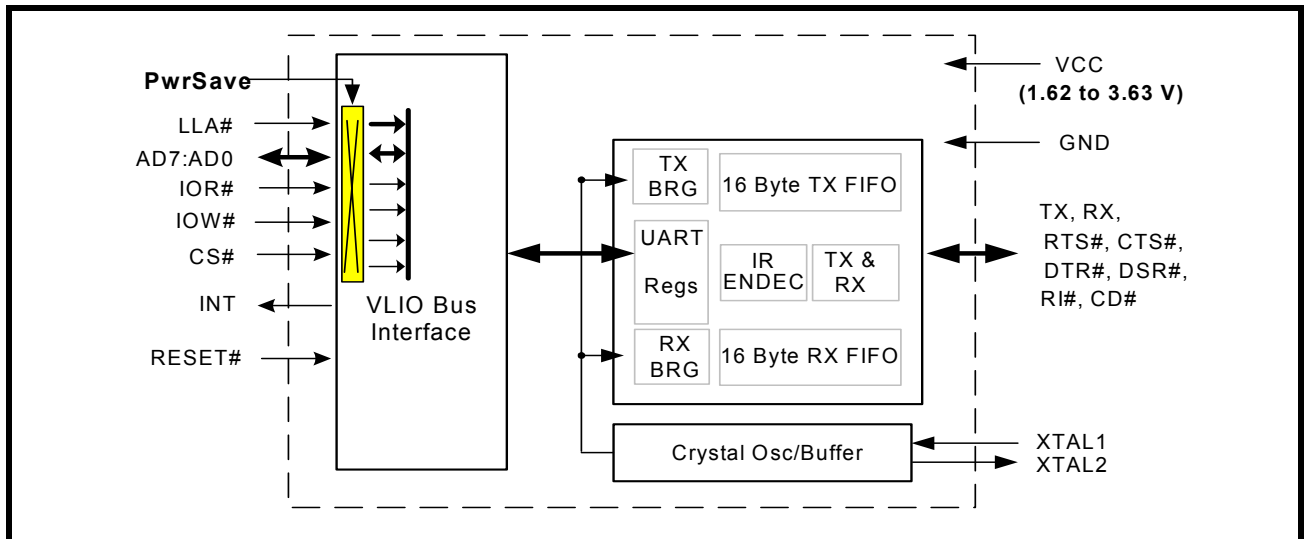 PwrSave
LLA#
AD7:AD0
IOR#
IOW#
CS#
INT
RESET#
VLIO Bus
Interface
TX
BRG
16 Byte TX FIFO
UART
Regs
IR
ENDEC
TX &
RX
RX
BRG
16 Byte RX FIFO
Crystal Osc/Buffer
VCC
(1.62 to 3.63 V)
GND
TX, RX,
RTS#, CTS#,
DTR#, DSR#,
RI#, CD#
XTAL1
XTAL2